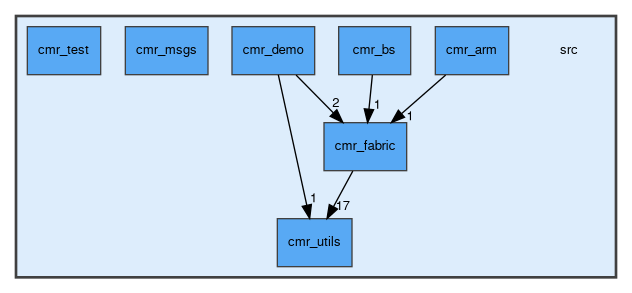 cmr_test
cmr_msgs
cmr_demo
cmr_bs
cmr_arm
src
2
1
1
cmr_fabric
1
17
cmr_utils